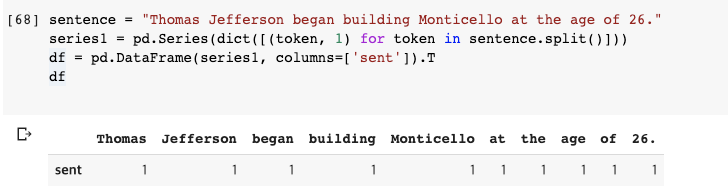 [68] sentence = "Thomas Jefferson began building Monticello at the age of 26."
series1 = pd.Series(dict([(token, 1) for token in sentence.split()]))
df = pd.DataFrame(series1, columns=['sent']).T
df
Thomas Jefferson began building Monticello at the age of 26.
sent 1 1 1 1 1 1 1 1 1 1